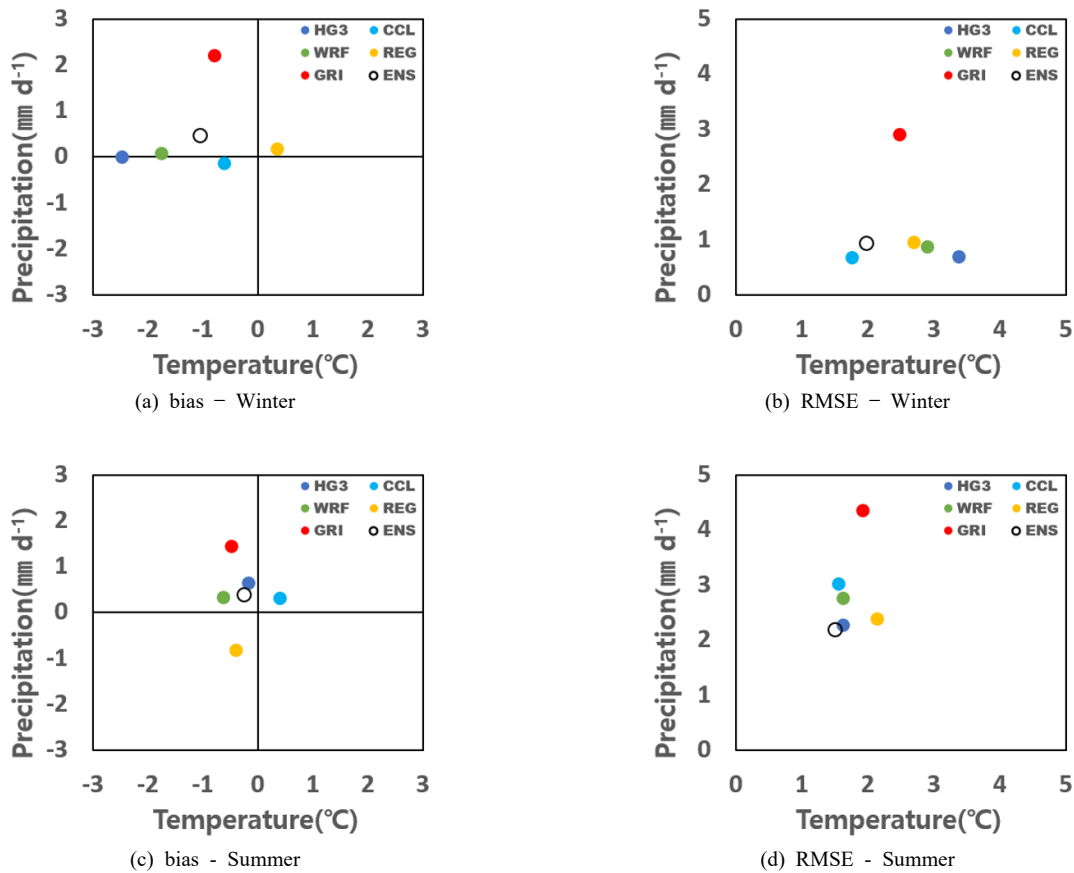 Precipitation(㎜ d⁻¹)
3
2
1
0
-1
-2
-3
HG3 CCL
WRF REG
GRI ENS
-3 -2 -1 0 1 2 3
Temperature(℃)
(a) bias − Winter
Precipitation(㎜ d⁻¹)
5
4
3
2
1
0
HG3 CCL
WRF REG
GRI ENS
0 1 2 3 4 5
Temperature(℃)
(b) RMSE − Winter
Precipitation(㎜ d⁻¹)
3
2
1
0
-1
-2
-3
HG3 CCL
WRF REG
GRI ENS
-3 -2 -1 0 1 2 3
Temperature(℃)
(c) bias - Summer
Precipitation(㎜ d⁻¹)
5
4
3
2
1
0
HG3 CCL
WRF REG
GRI ENS
0 1 2 3 4 5
Temperature(℃)
(d) RMSE - Summer